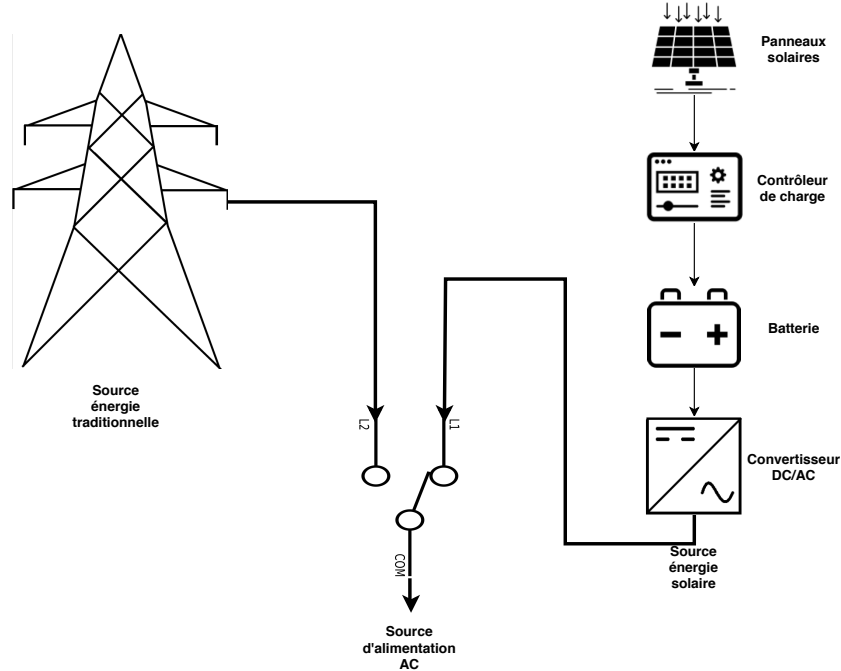 Panneaux
solaires
Contrôleur
de charge
Batterie
Convertisseur
DC/AC
Source
énergie
solaire
Source
énergie
traditionnelle
L2
L1
COM
Source
d'alimentation
AC